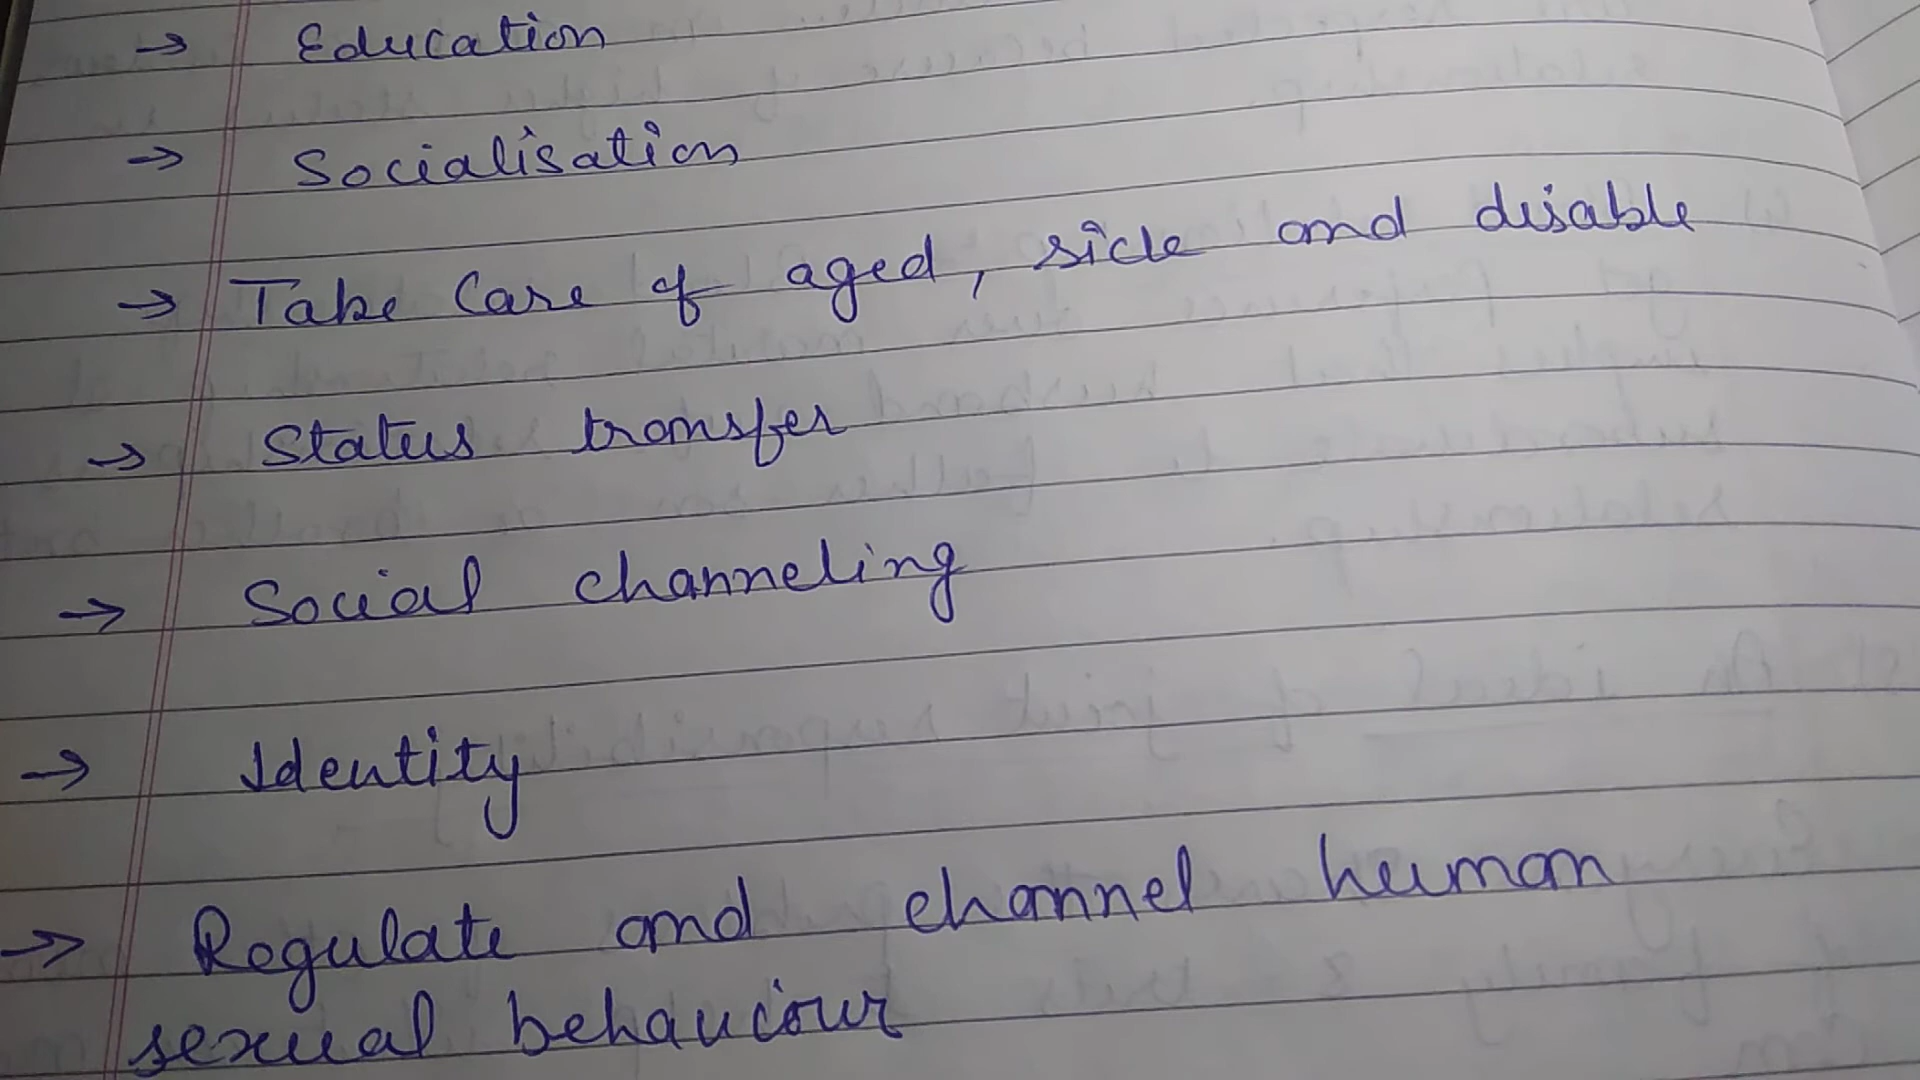 → Education
→ Socialisation
→ Take Care of aged, sick and disable
→ Status transfer
→ Social channeling
→ Identity
→ Regulate and channel human
sexual behaviour